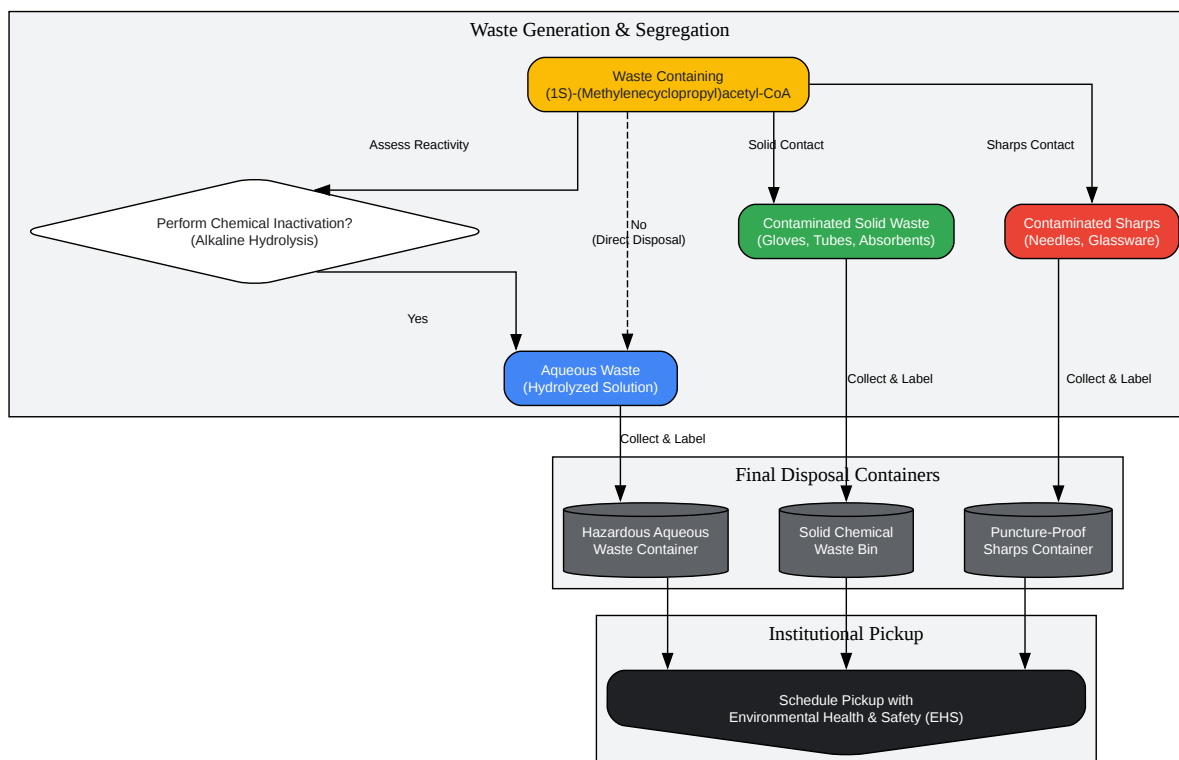 Waste Generation & Segregation
Waste Containing
(1S)-(Methylenecyclopropyl)acetyl-CoA
Assess Reactivity
Solid Contact
Sharps Contact
Perform Chemical Inactivation?
(Alkaline Hydrolysis)
No
(Direct Disposal)
Contaminated Solid Waste
(Gloves, Tubes, Absorbents)
Contaminated Sharps
(Needles, Glassware)
Yes
Aqueous Waste
(Hydrolyzed Solution)
Collect & Label
Collect & Label
Collect & Label
Final Disposal Containers
Hazardous Aqueous
Waste Container
Solid Chemical
Waste Bin
Puncture-Proof
Sharps Container
Institutional Pickup
Schedule Pickup with
Environmental Health & Safety (EHS)